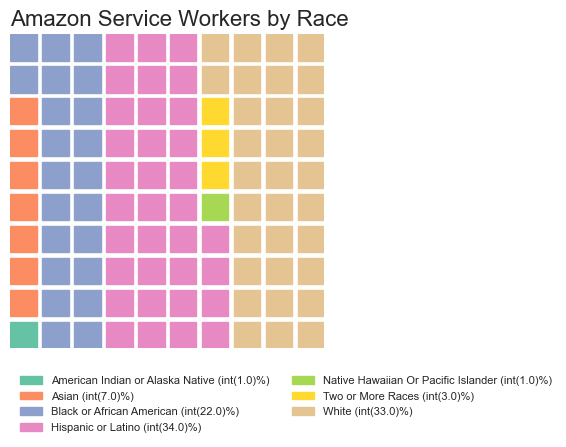 Amazon Service Workers by Race
American Indian or Alaska Native (int(1.0)%)
Asian (int(7.0)%)
Black or African American (int(22.0)%)
Hispanic or Latino (int(34.0)%)
Native Hawaiian Or Pacific Islander (int(1.0)%)
Two or More Races (int(3.0)%)
White (int(33.0)%)